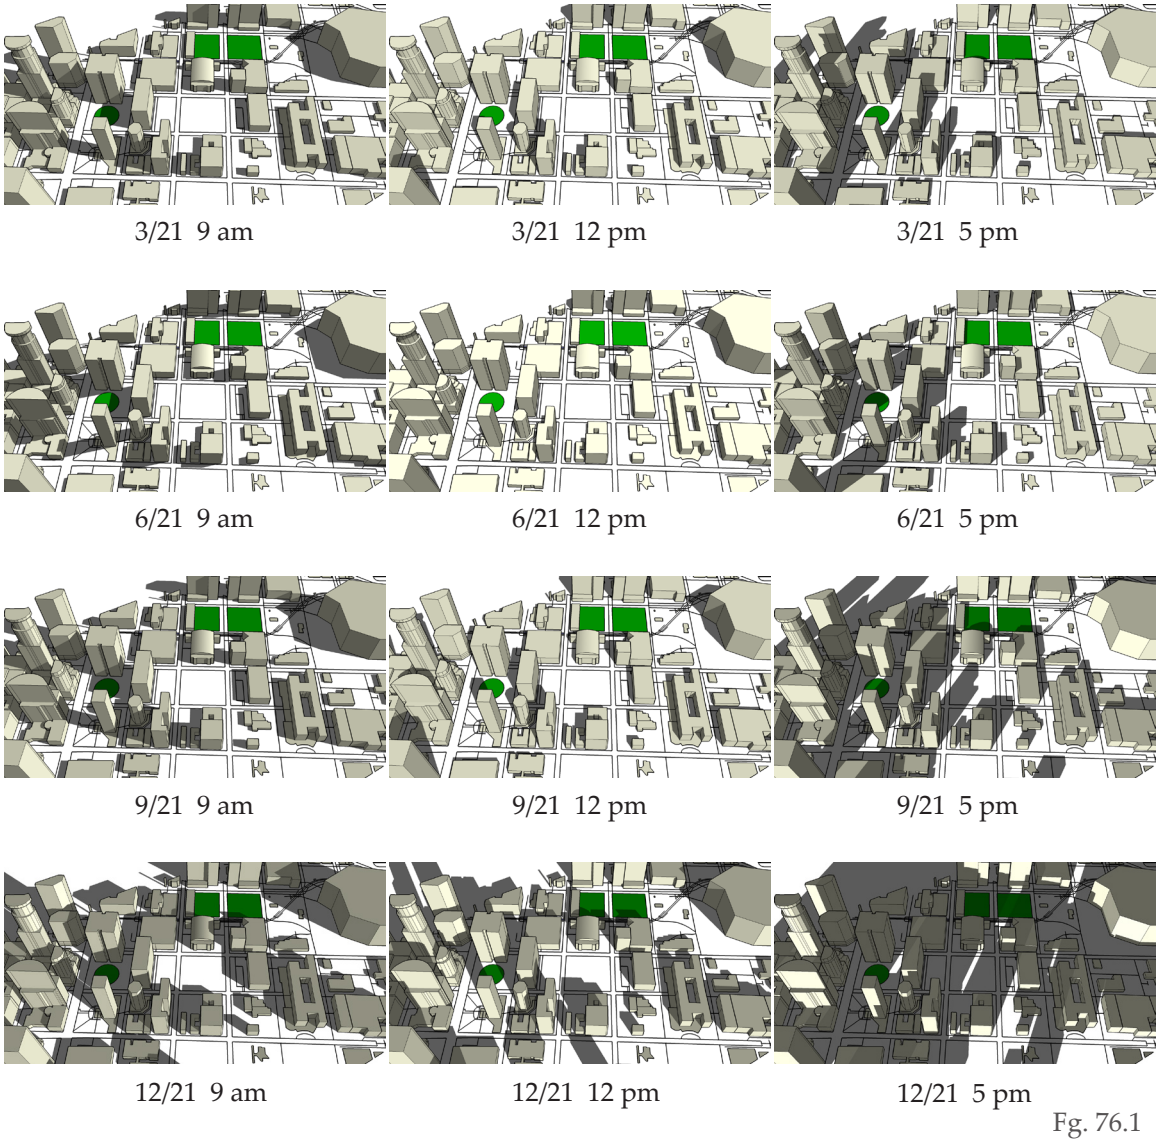 3/21 9 am
3/21 12 pm
3/21 5 pm
6/21 9 am
6/21 12 pm
6/21 5 pm
9/21 9 am
9/21 12 pm
9/21 5 pm
12/21 9 am
12/21 12 pm
12/21 5 pm
Fg. 76.1